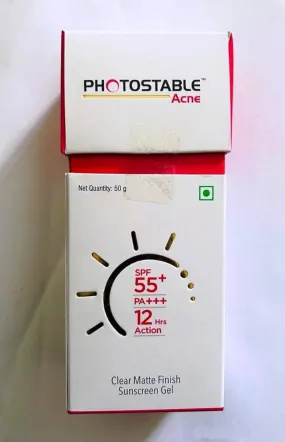 PHOTOSTABLE™
Acne
Net Quantity: 50 g
SPF
55+
PA+++
12 Hrs
Action
Clear Matte Finish
Sunscreen Gel